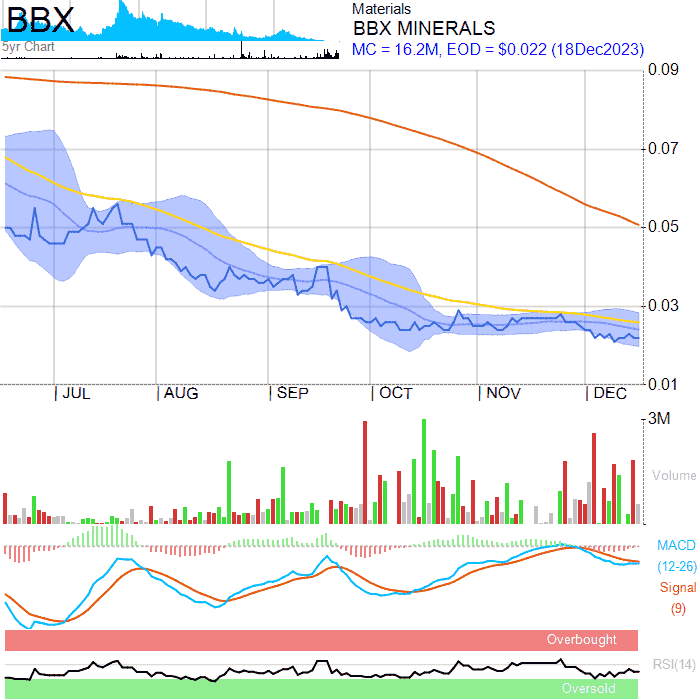 BBX
5yr Chart
Materials
BBX MINERALS
MC = 16.2M, EOD = $0.022 (18Dec2023)
0.09
0.07
0.05
0.03
0.01
JUL AUG SEP OCT NOV DEC
3M
Volume
MACD
(12-26)
Signal
(9)
Overbought
RSI(14)
Oversold